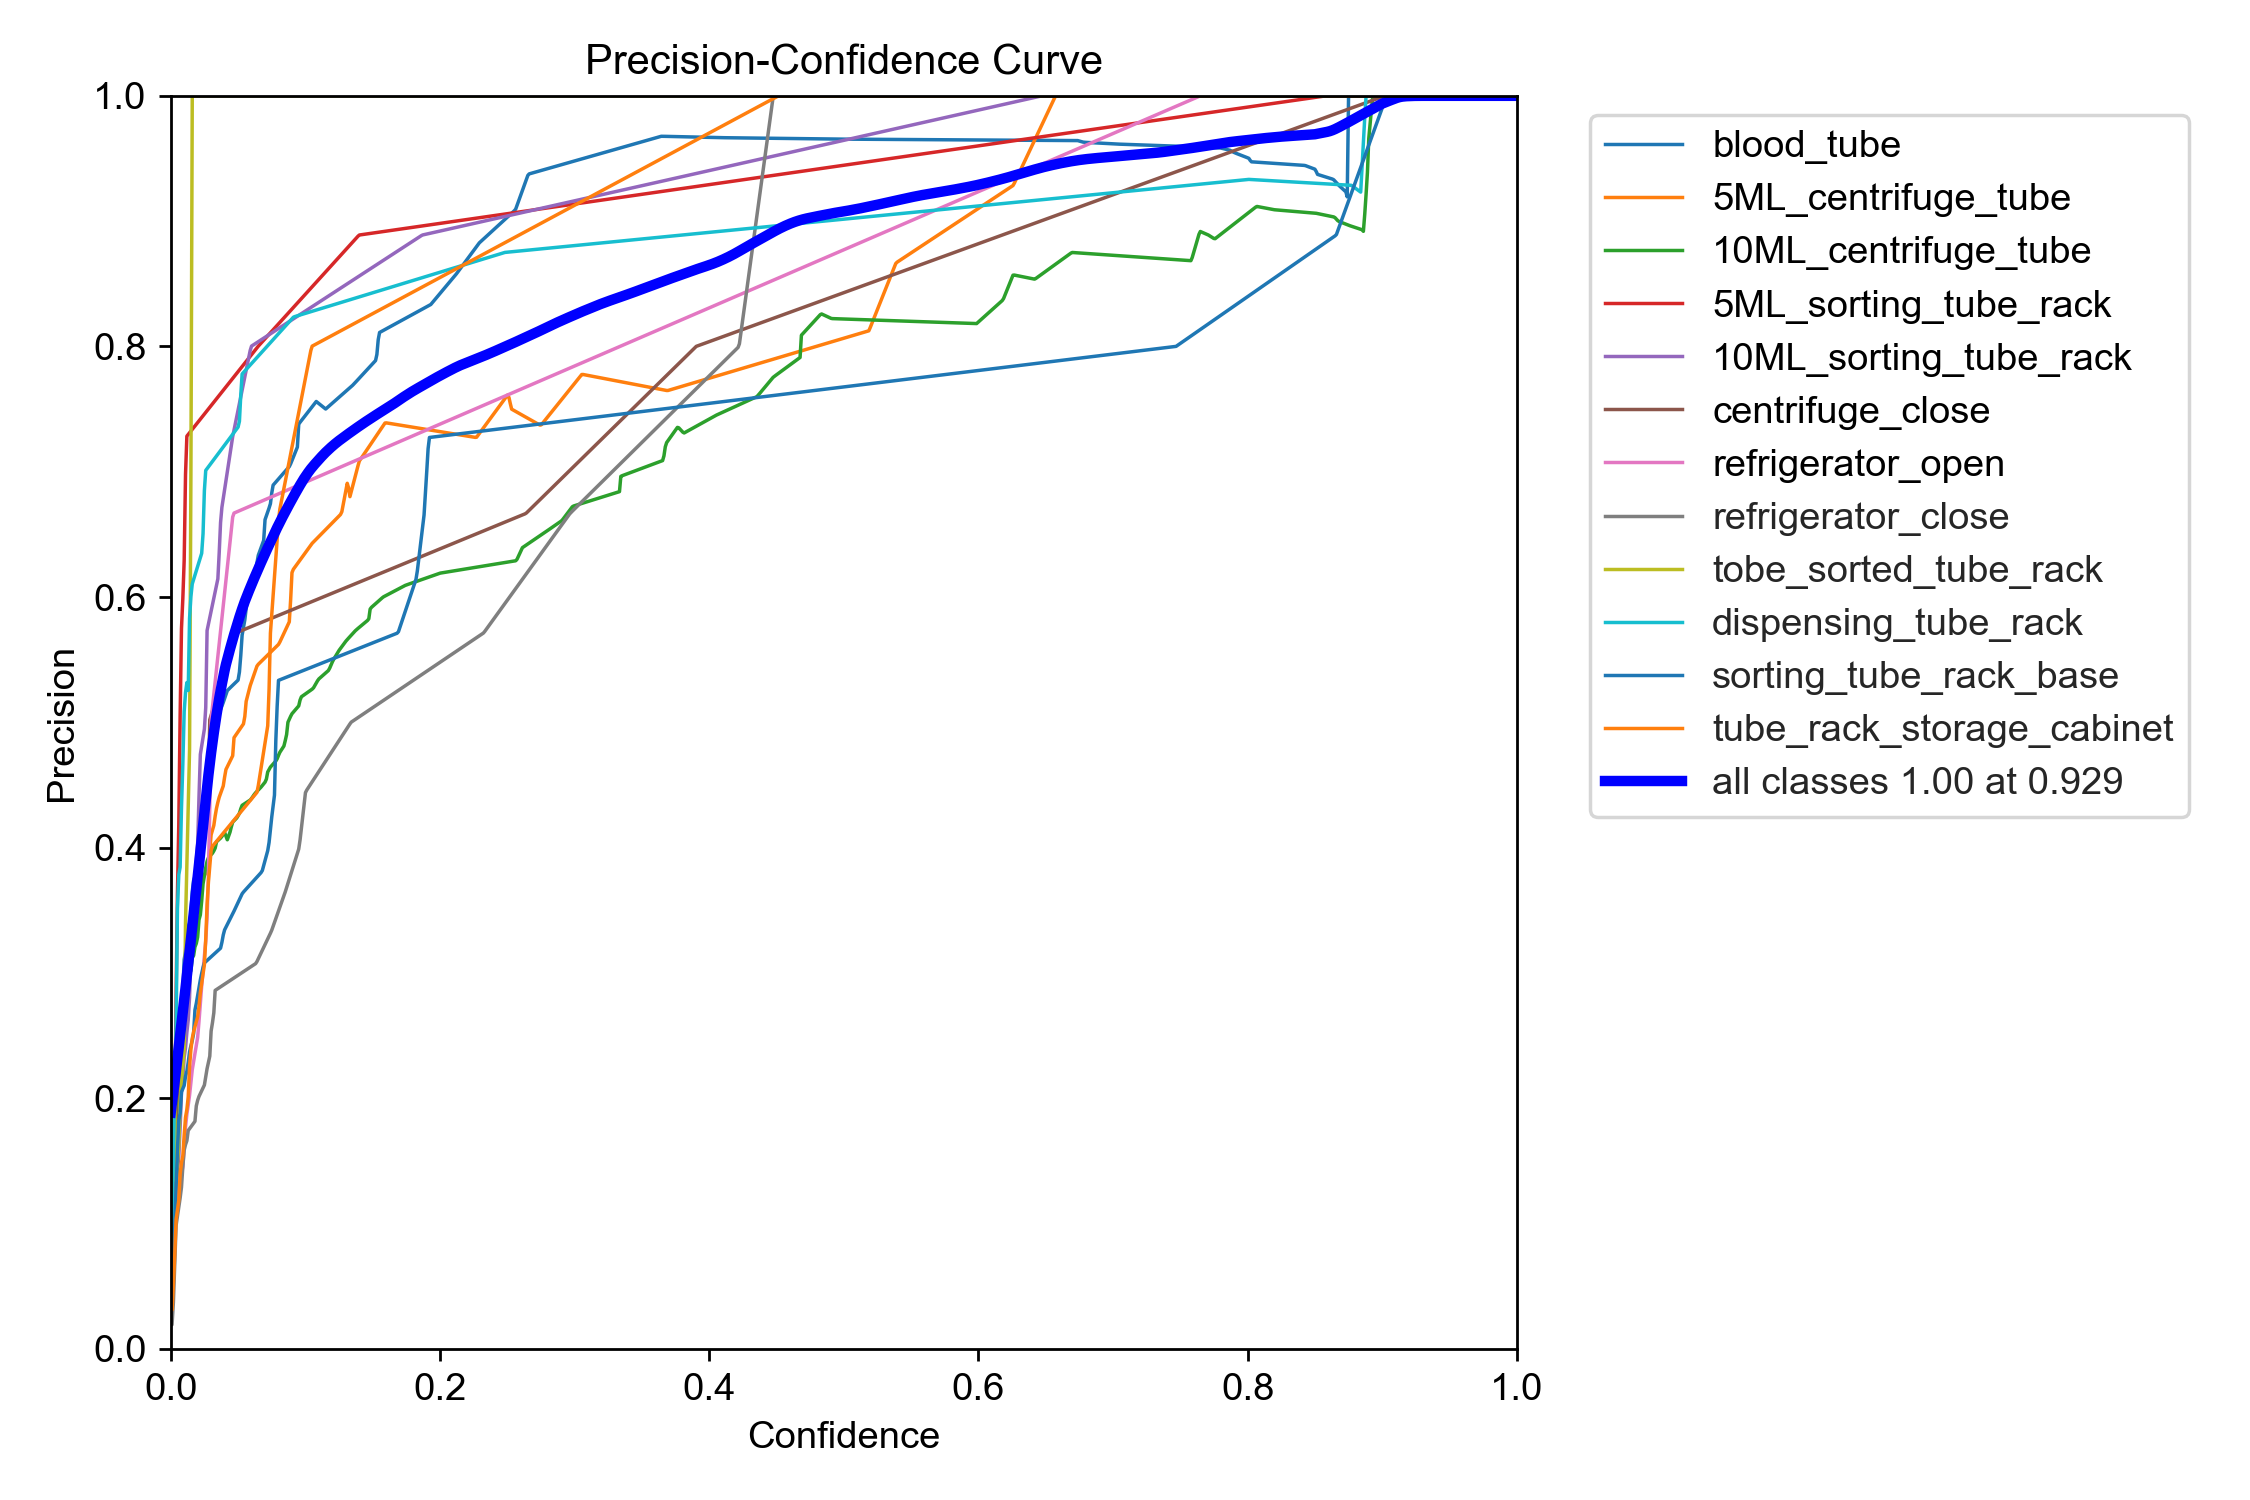 Precision-Confidence Curve
1.0
0.8
0.6
0.4
0.2
0.0
Precision
0.0 0.2 0.4 0.6 0.8 1.0
Confidence
blood_tube
5ML_centrifuge_tube
10ML_centrifuge_tube
5ML_sorting_tube_rack
10ML_sorting_tube_rack
centrifuge_close
refrigerator_open
refrigerator_close
tobe_sorted_tube_rack
dispensing_tube_rack
sorting_tube_rack_base
tube_rack_storage_cabinet
all classes 1.00 at 0.929